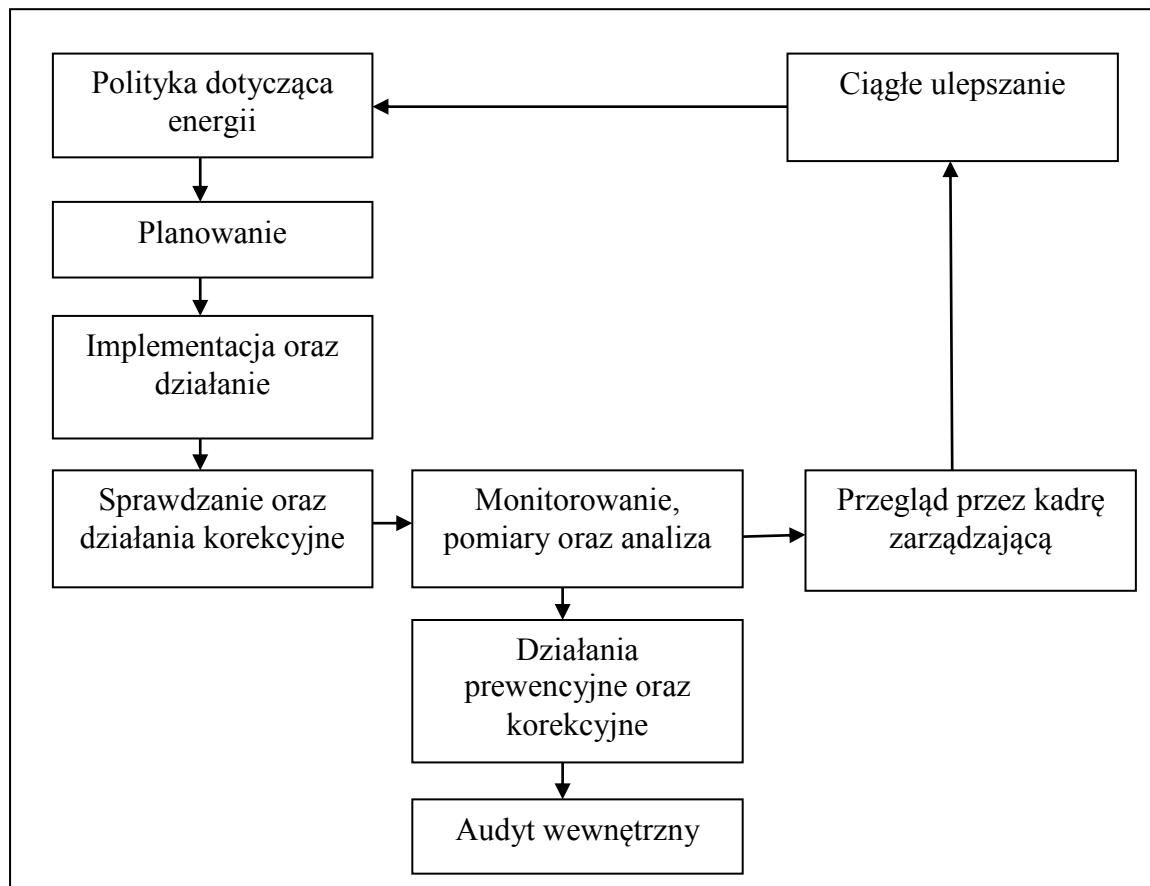 Polityka dotycząca
energii
Ciągłe ulepszanie
Planowanie
Implementacja oraz
działanie
Sprawdzanie oraz
działania korekcyjne
Monitorowanie,
pomiary oraz analiza
Przegląd przez kadrę
zarządzającą
Działania
prewencyjne oraz
korekcyjne
Audyt wewnętrzny